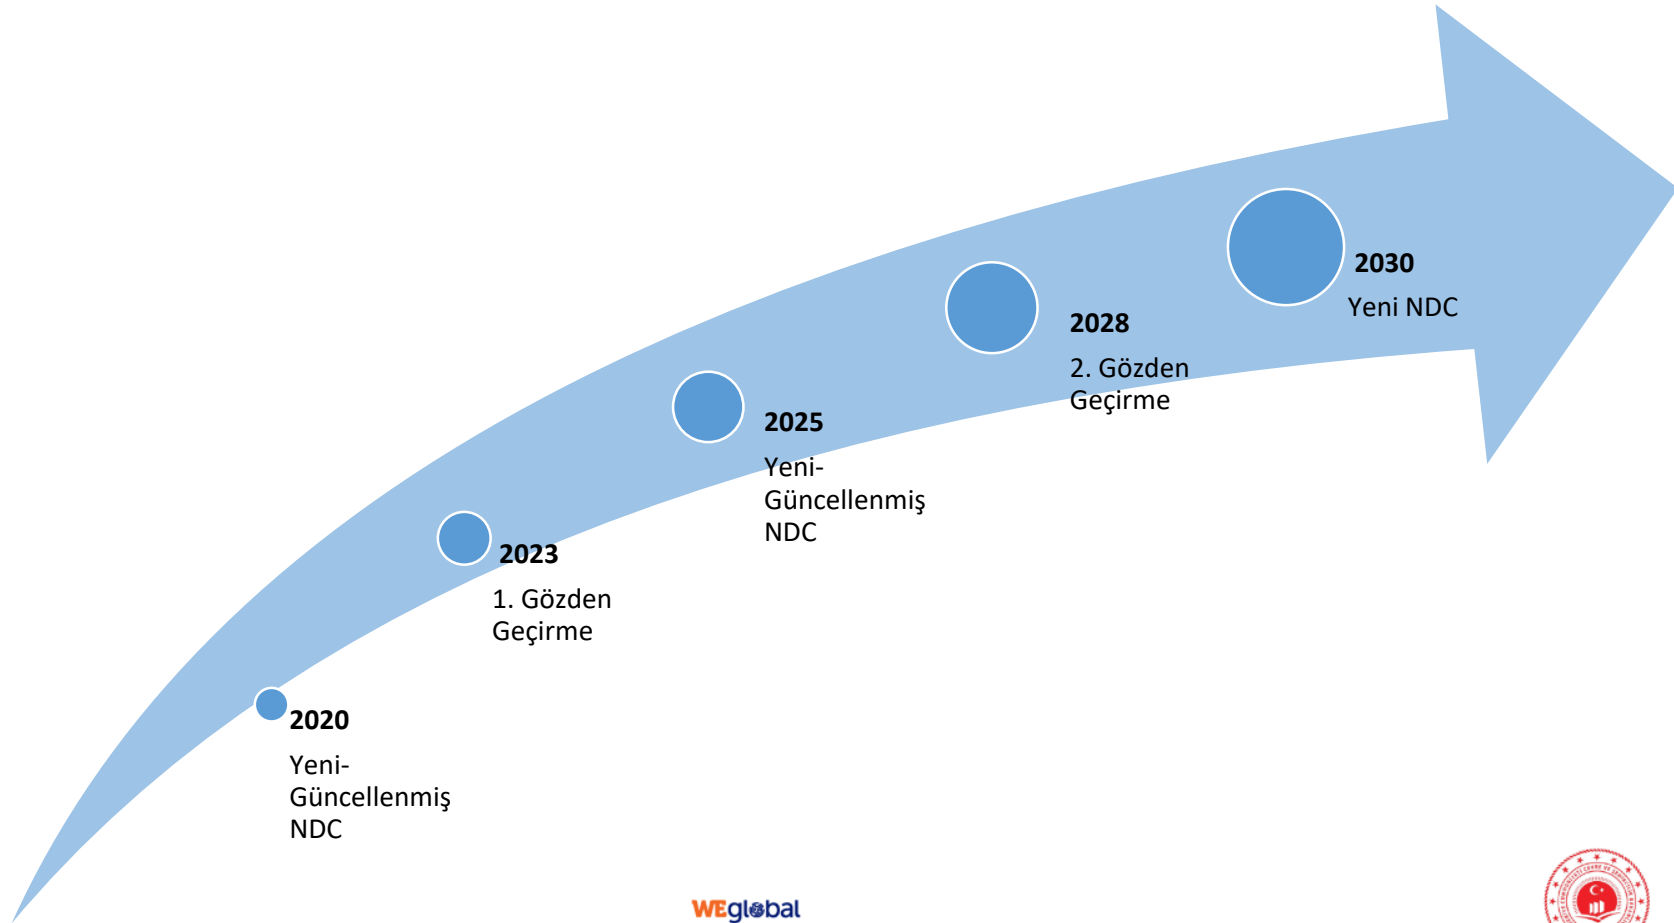 2020
Yeni-
Güncellenmiş
NDC
2023
1. Gözden
Geçirme
2025
Yeni-
Güncellenmiş
NDC
2028
2. Gözden
Geçirme
2030
Yeni NDC
WEglobal